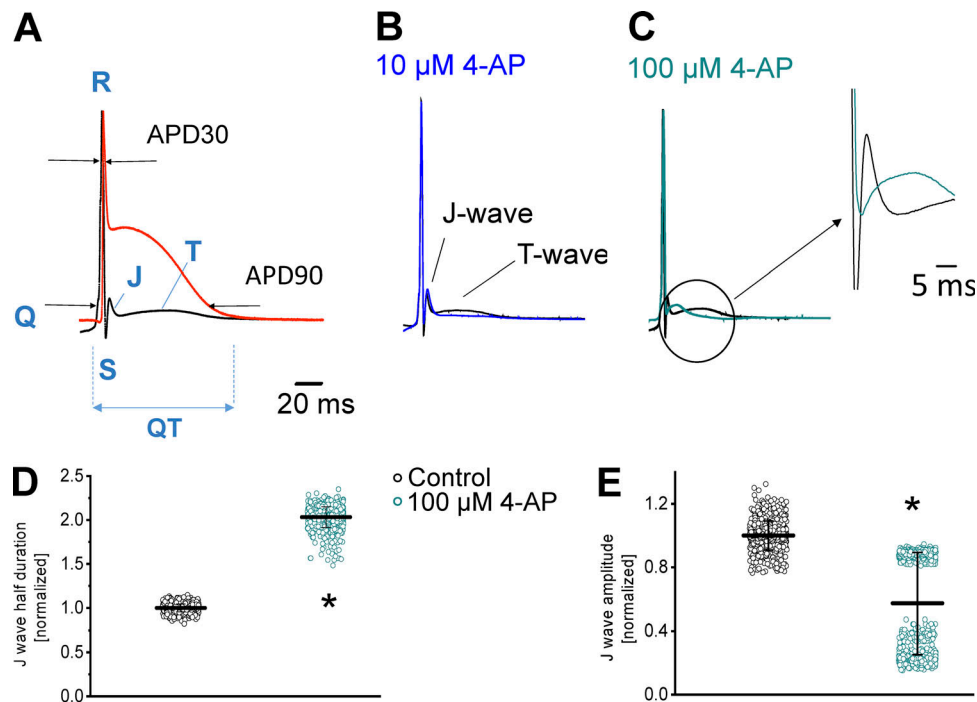 A
B
C
10 µM 4-AP
100 µM 4-AP
R
APD30
J-wave
T-wave
T
J
APD90
Q
S
5 ms
20 ms
QT
D
E
Control
100 µM 4-AP
J wave half duration
[normalized]
2.5
2.0
1.5
1.0
0.5
0.0
*
J wave amplitude
[normalized]
1.2
0.8
0.4
0.0
*